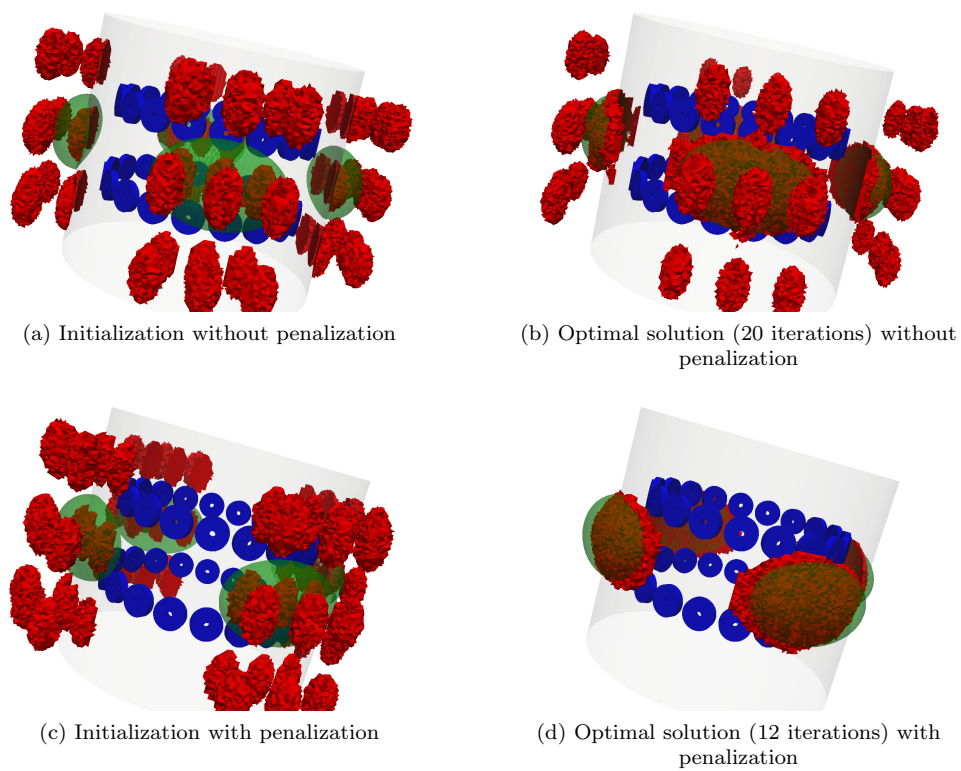 (a) Initialization without penalization
(b) Optimal solution (20 iterations) without
penalization
(c) Initialization with penalization
(d) Optimal solution (12 iterations) with
penalization